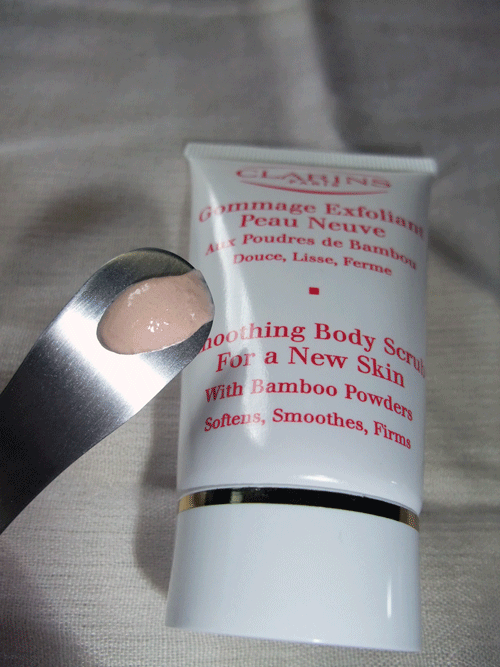 CLARINS
PARIS
Gommage Exfoliant
Peau Neuve
Aux Poudres de Bambou
Douce, Lisse, Ferme
moothing Body Scrub
For a New Skin
With Bamboo Powders
Softens, Smoothes, Firms